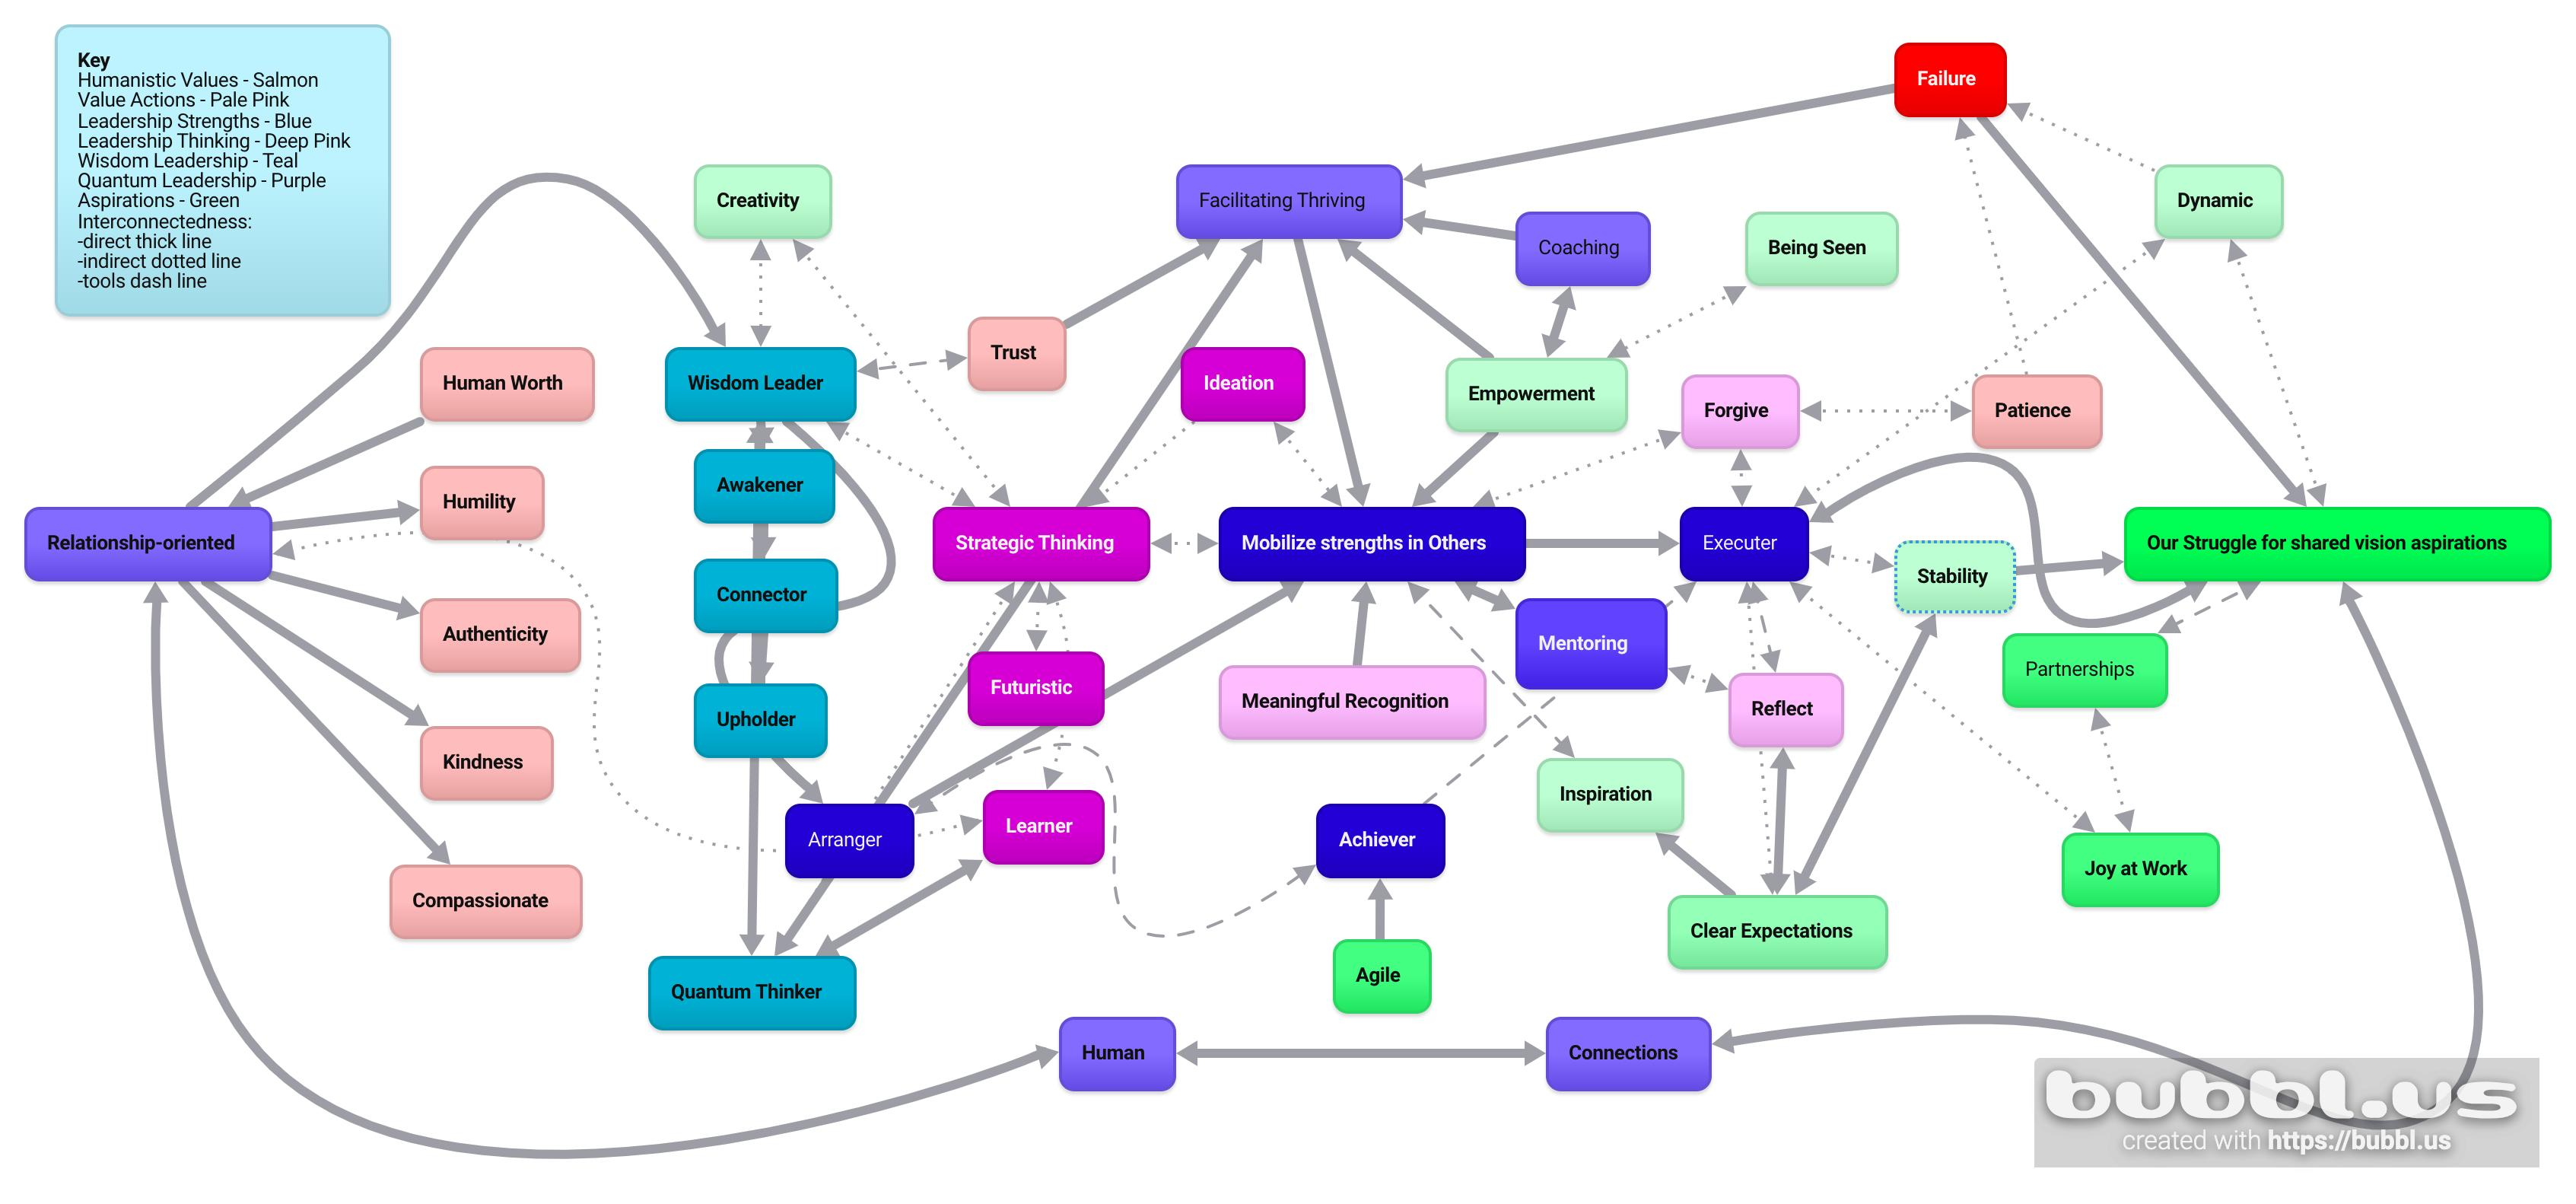 Key
Humanistic Values - Salmon
Value Actions - Pale Pink
Leadership Strengths - Blue
Leadership Thinking - Deep Pink
Wisdom Leadership - Teal
Quantum Leadership - Purple
Aspirations - Green
Interconnectedness:
-direct thick line
-indirect dotted line
-tools dash line
Failure
Creativity
Facilitating Thriving
Dynamic
Coaching
Being Seen
Trust
Human Worth
Wisdom Leader
Ideation
Empowerment
Forgive
Patience
Awakener
Humility
Relationship-oriented
Strategic Thinking
Mobilize strengths in Others
Executer
Our Struggle for shared vision aspirations
Stability
Connector
Authenticity
Mentoring
Partnerships
Futuristic
Meaningful Recognition
Reflect
Upholder
Kindness
Inspiration
Learner
Arranger
Achiever
Joy at Work
Compassionate
Clear Expectations
Agile
Quantum Thinker
Human
Connections
bubbl.us
created with https://bubbl.us